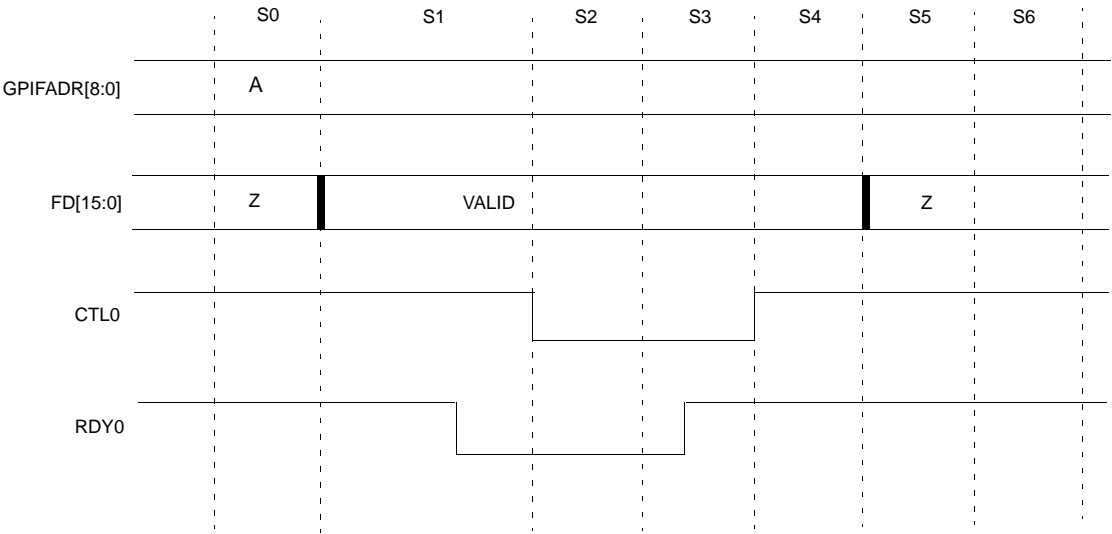 S0 S1 S2 S3 S4 S5 S6
GPIFADR[8:0] A
FD[15:0] Z VALID Z
CTL0
RDY0